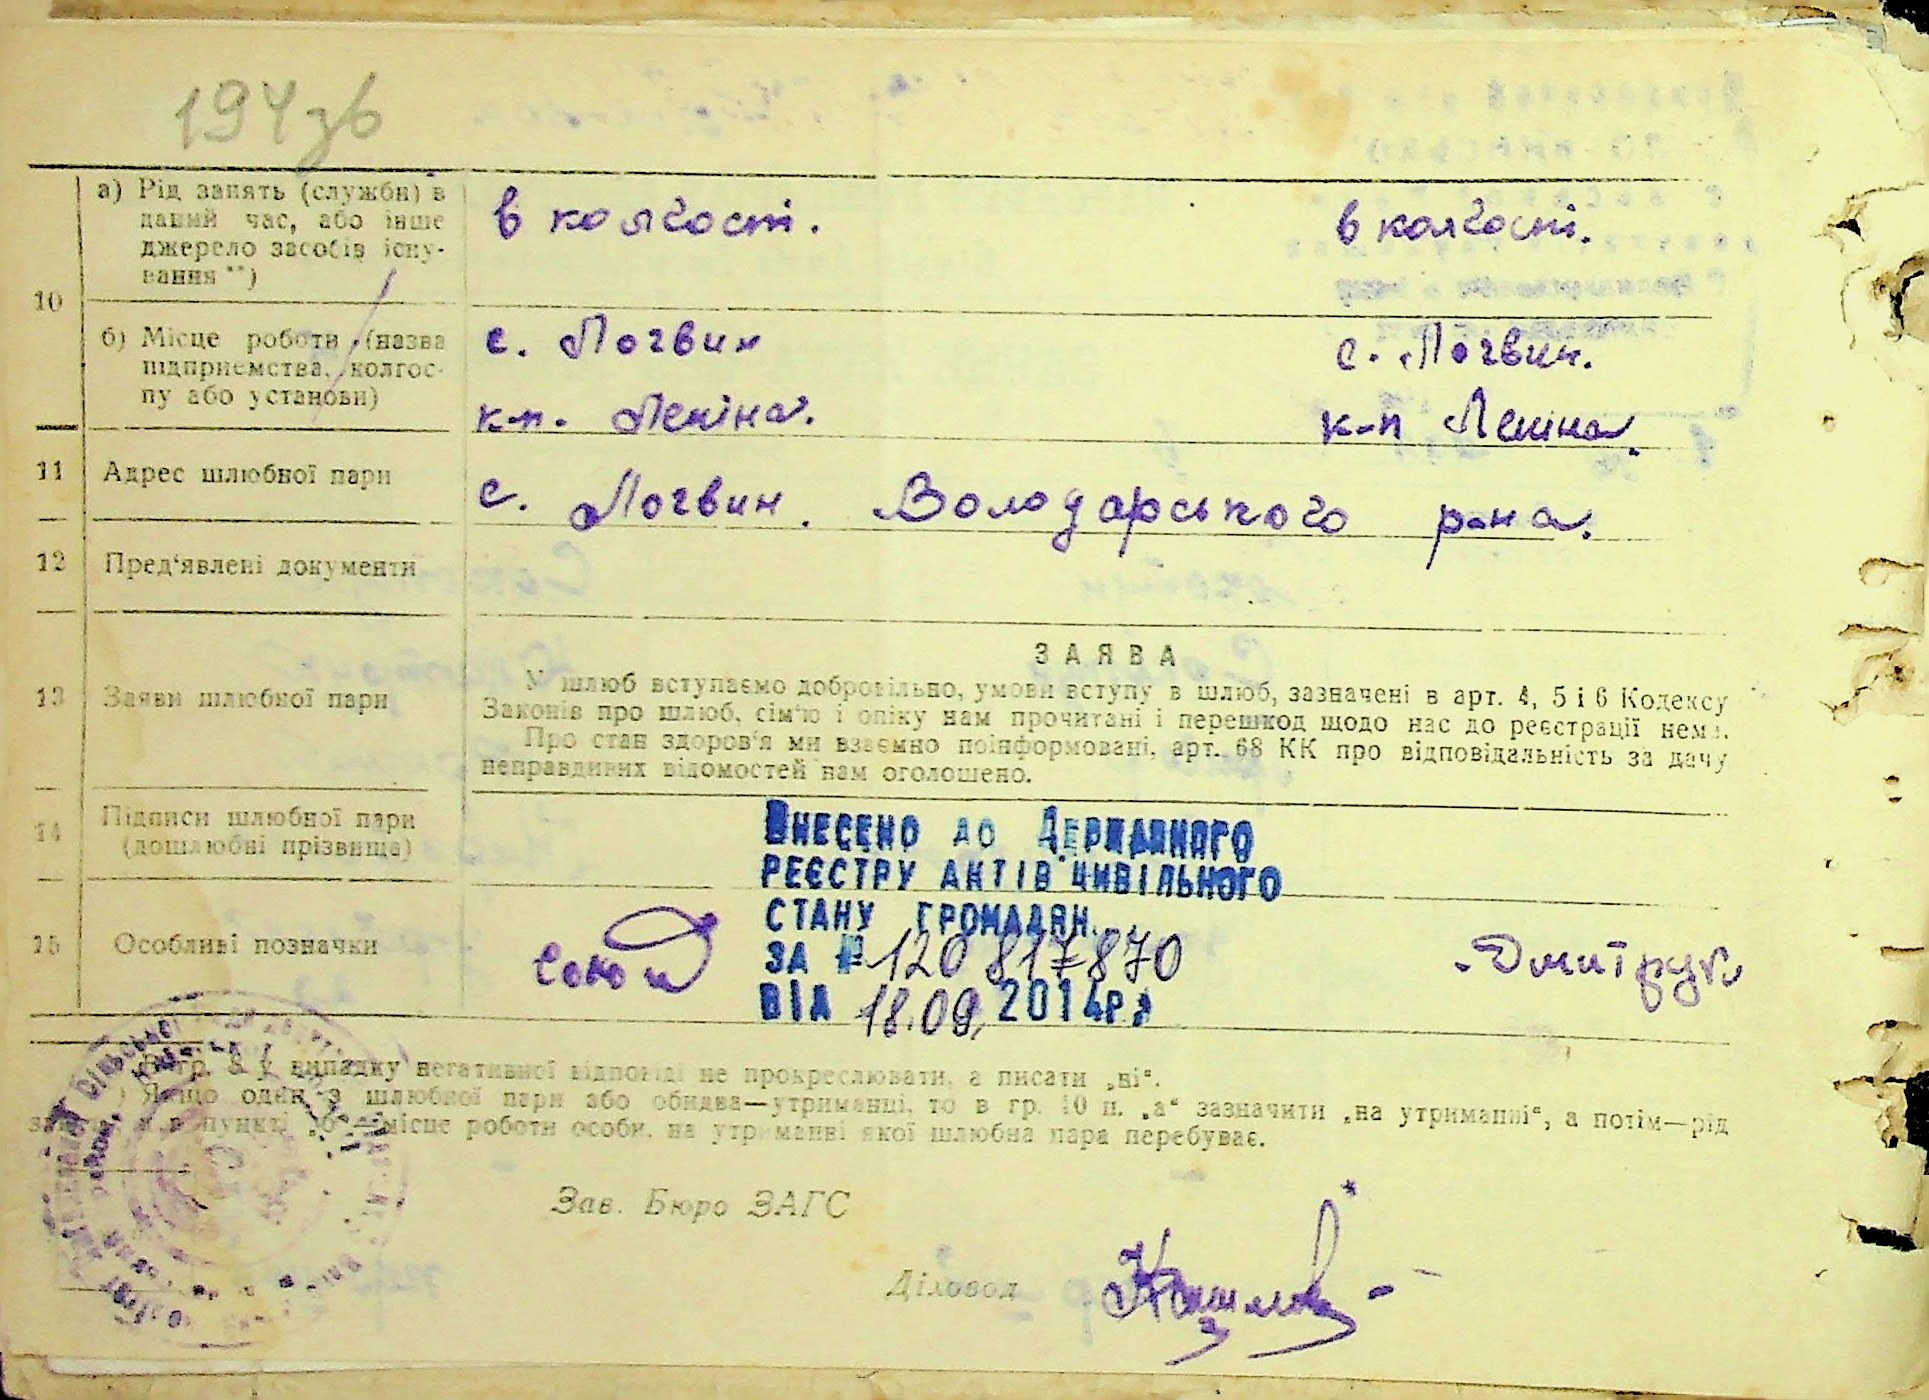 194 зв
10
а) Рід занять (служби) в
даний час, або інше
джерело засобів існу-
вання **)
в колгоспі.
в колгоспі.
б) Місце роботи (назва
підприємства, колгос-
пу або установи)
с. Логвин
к-п. Леніна.
с. Логвин.
к-п Леніна.
11 Адрес шлюбної пари
с. Логвин. Володарського р-на.
12 Пред'явлені документи
13 Заяви шлюбної пари
ЗАЯВА
У шлюб вступаємо добровільно, умови вступу в шлюб, зазначені в арт. 4, 5 і 6 Кодексу
Законів про шлюб, сім'ю і опіку нам прочитані і перешкод щодо нас до реєстрації нема.
Про стан здоров'я ми взаємно поінформовані, арт. 68 КК про відповідальність за дачу
неправдивих відомостей нам оголошено.
14 Підписи шлюбної пари
(дошлюбні прізвища)
15 Особливі позначки
ВНЕСЕНО ДО ДЕРЖАВНОГО
РЕЄСТРУ АКТІВ ЦИВІЛЬНОГО
СТАНУ ГРОМАДЯН
ЗА № 120817870
ВІД 18.09. 2014р.
Дмитрук
В гр. 8 у випадку негативної відповіді не прокреслювати, а писати „ні“.
) Якщо один з шлюбної пари або обидва—утриманці, то в гр. 10 п. „а“ зазначити „на утриманні“, а потім—рід
в пункті „б“—місце роботи особи, на утриманні якої шлюбна пара перебуває.
Зав. Бюро ЗАГС
Діловод